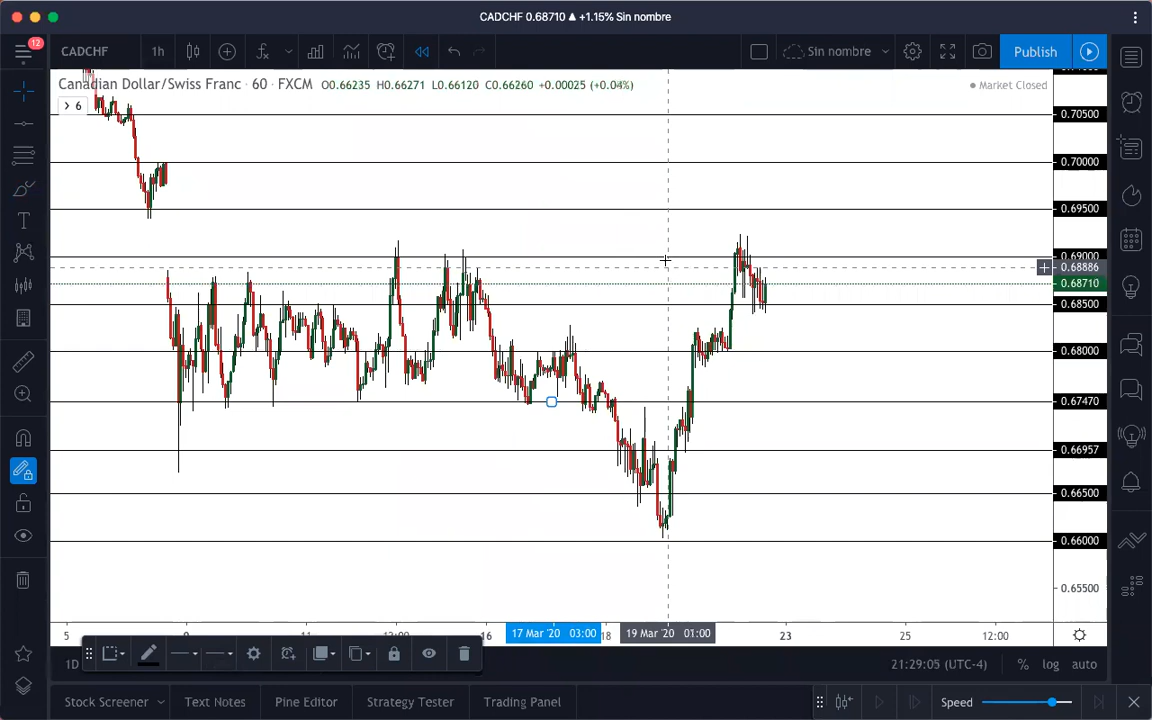 CADCHF 0.68710 ▲ +1.15% Sin nombre
12
CADCHF 1h Sin nombre Publish
Canadian Dollar/Swiss Franc · 60 · FXCM O0.66235 H0.66271 L0.66120 C0.66260 +0.00025 (+0.04%)
Market Closed
6
0.70500
0.70000
0.69500
0.69000
0.68886
0.68710
0.68500
0.68000
0.67470
0.66957
0.66500
0.66000
0.65500
5 9 11 12:00 16 17 Mar '20 03:00 18 19 Mar '20 01:00 23 25 12:00
1D 21:29:05 (UTC-4) % log auto
Stock Screener Text Notes Pine Editor Strategy Tester Trading Panel Speed